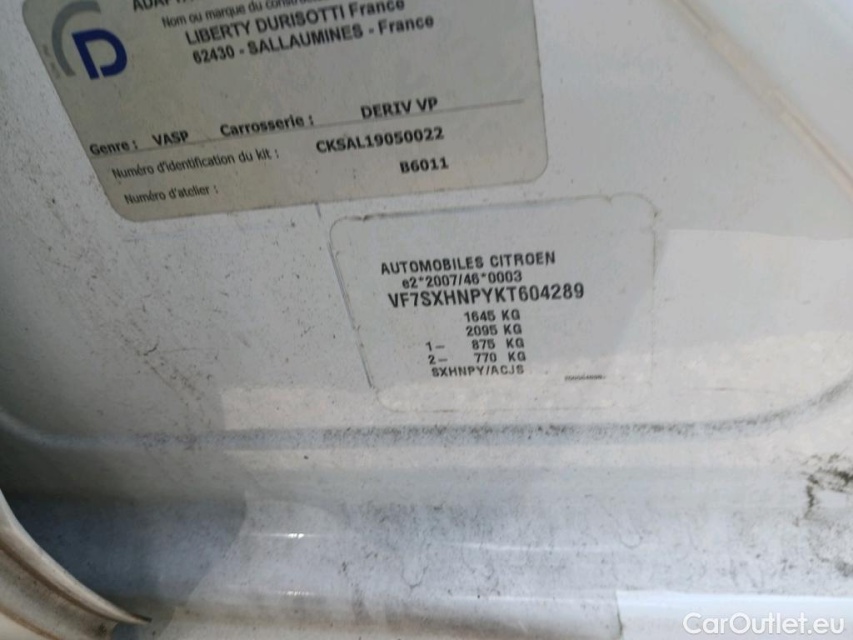 Nom ou marque du
LIBERTY DURISOTTI France
62430 - SALLAUMINES - France
Genre : VASP Carrosserie : DERIV VP
Numéro d'identification du kit : CKSAL19050022
Numéro d'atelier : B6011
AUTOMOBILES CITROEN
e2*2007/46*0003
VF7SXHNPYKT604289
1645 KG
2095 KG
1- 875 KG
2- 770 KG
SXHNPY/ACJS
CarOutlet.eu